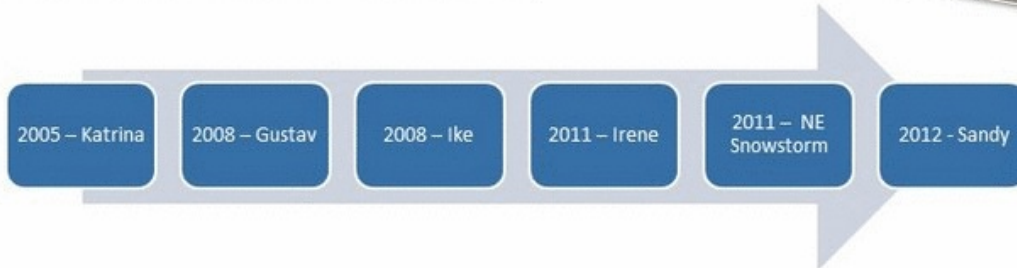 2005 – Katrina
2008 – Gustav
2008 – Ike
2011 – Irene
2011 – NE
Snowstorm
2012 - Sandy